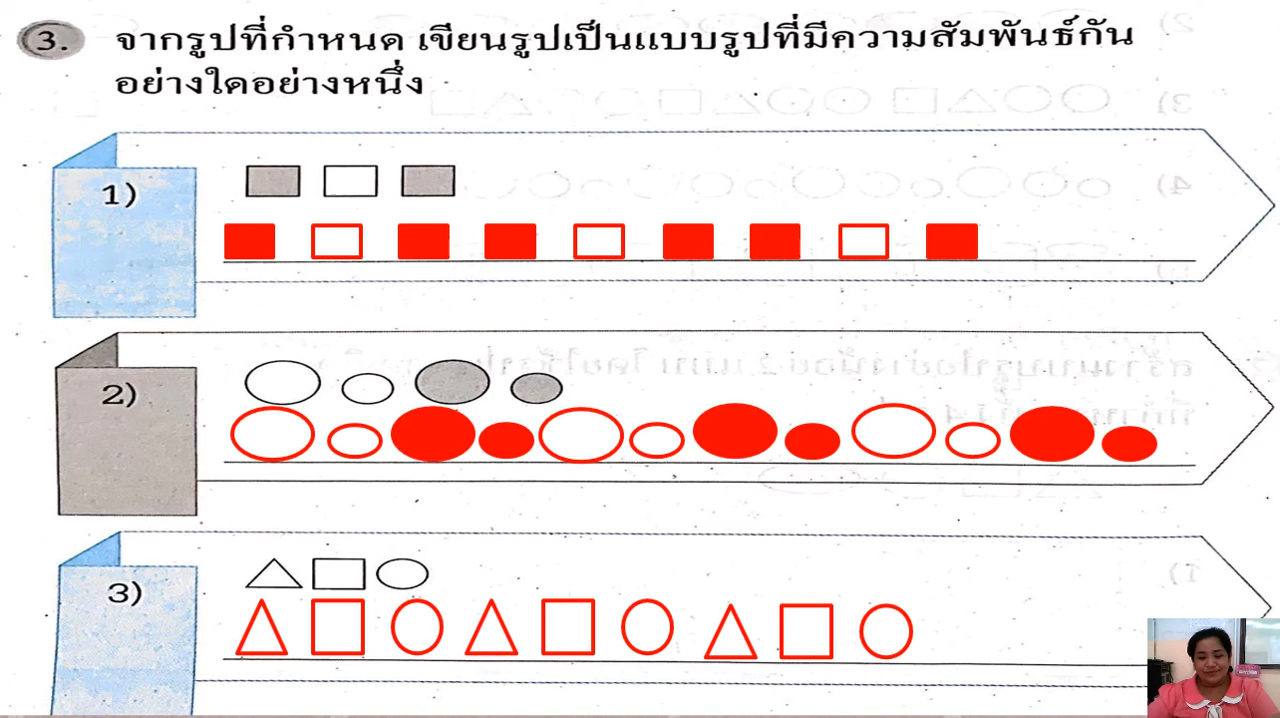 3. จากรูปที่กำหนด เขียนรูปเป็นแบบรูปที่มีความสัมพันธ์กัน
อย่างใดอย่างหนึ่ง
1)
2)
3)